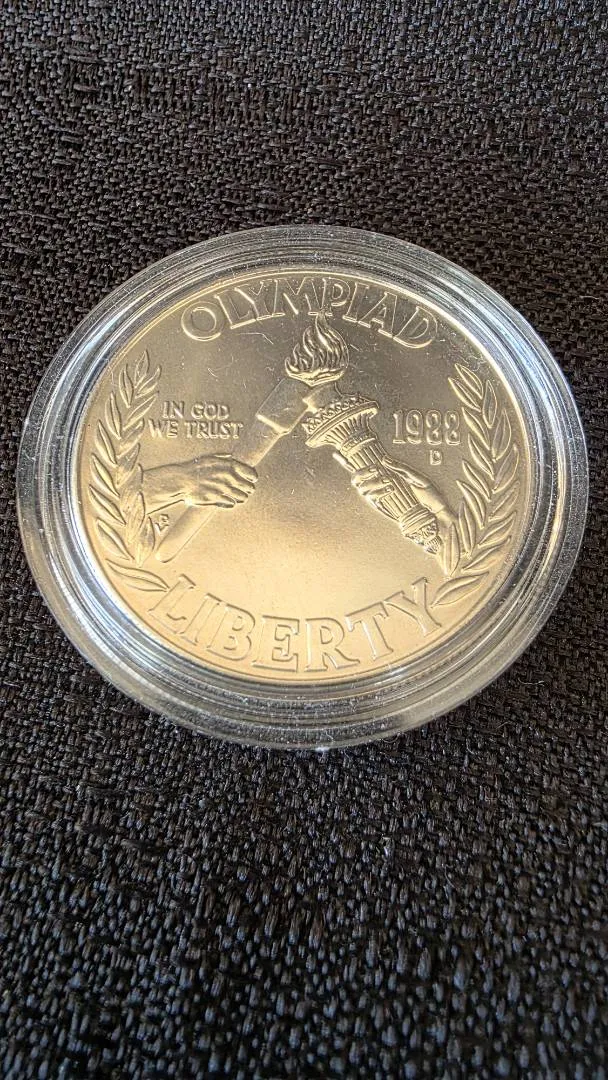 OLYMPIAD
IN GOD
WE TRUST
1988
D
LIBERTY